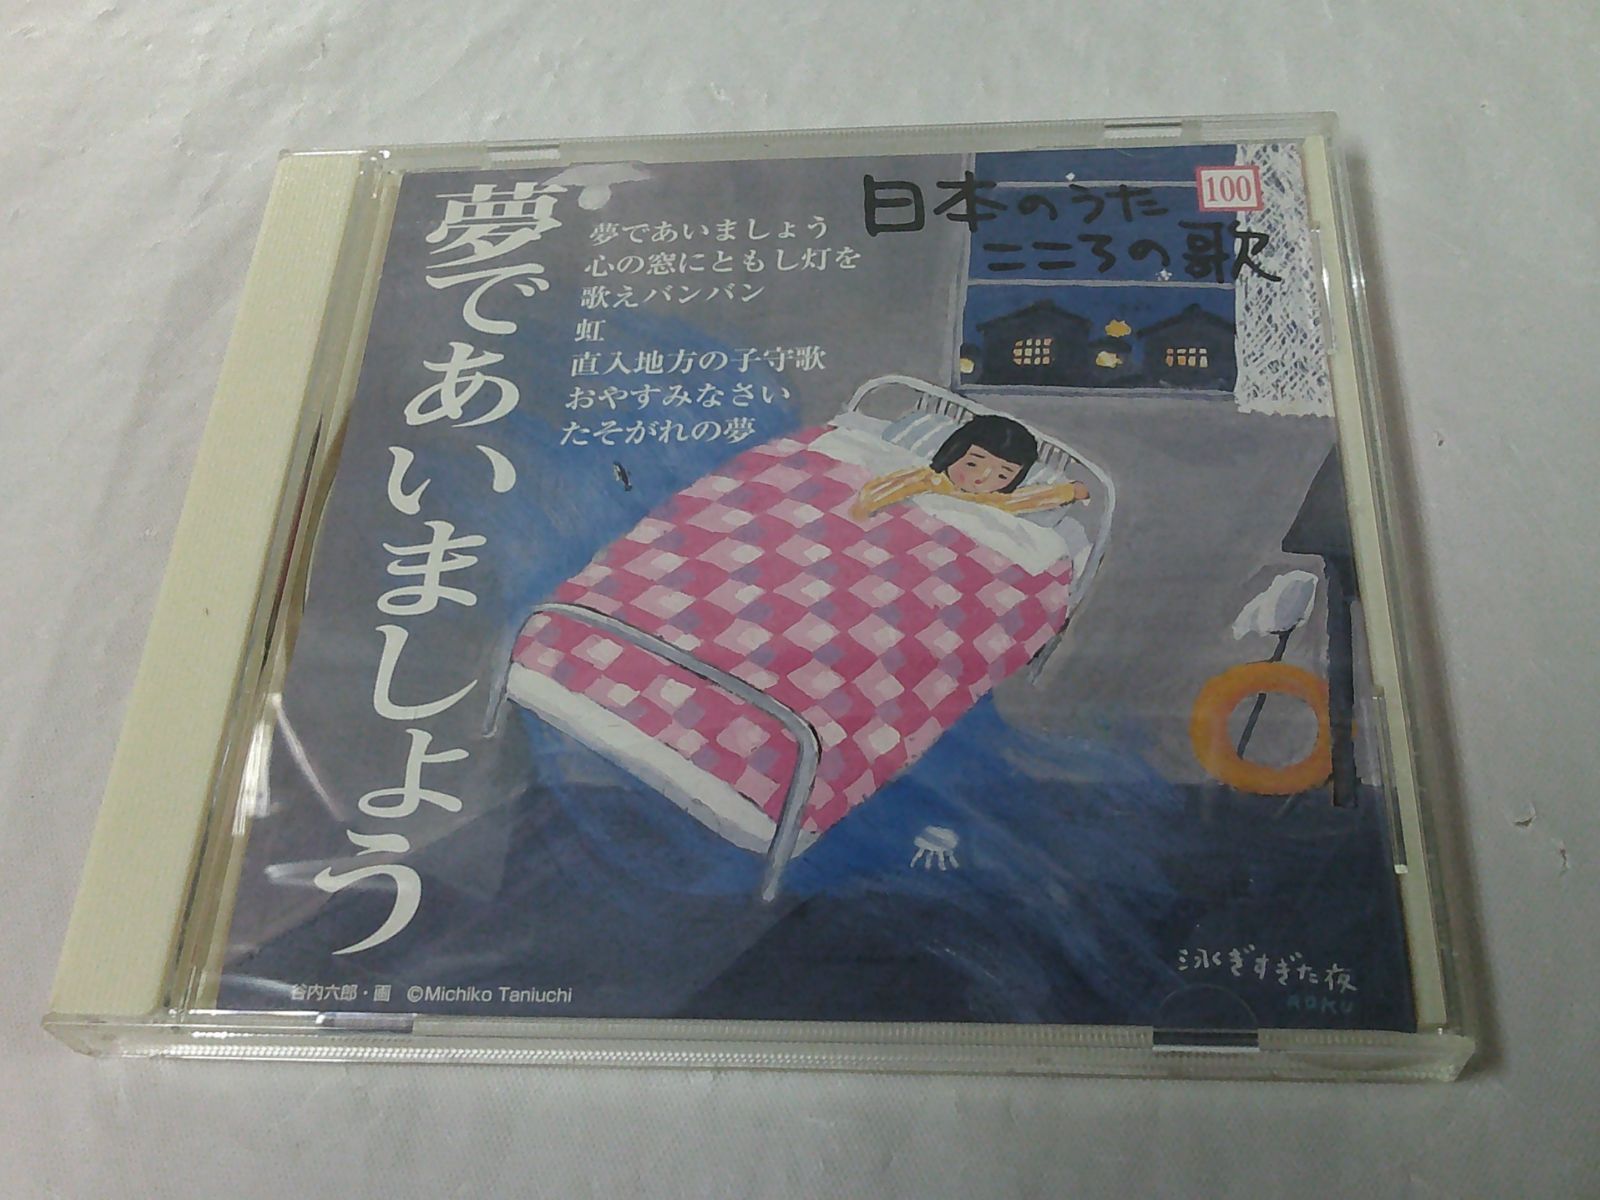 夢であいましょう
夢であいましょう
心の窓にともし灯を
歌えバンバン
虹
直入地方の子守歌
おやすみなさい
たそがれの夢
日本のうた
こころの歌
100
泳ぎすぎた夜
ROKU
谷内六郎・画 ©Michiko Taniuchi